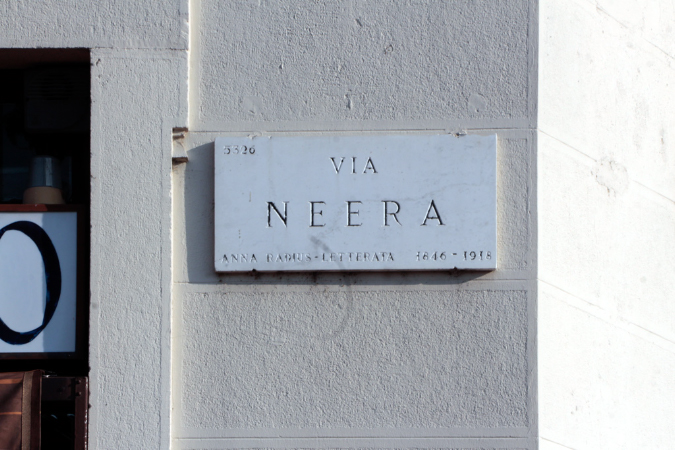 5326
VIA
NEERA
ANNA RADIUS-LETTERATA 1846-1918
O